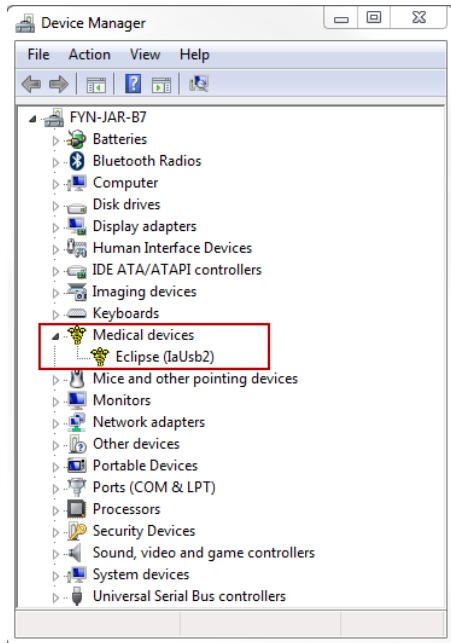 Device Manager
File Action View Help
FYN-JAR-B7
Batteries
Bluetooth Radios
Computer
Disk drives
Display adapters
Human Interface Devices
IDE ATA/ATAPI controllers
Imaging devices
Keyboards
Medical devices
Eclipse (IaUsb2)
Mice and other pointing devices
Monitors
Network adapters
Other devices
Portable Devices
Ports (COM & LPT)
Processors
Security Devices
Sound, video and game controllers
System devices
Universal Serial Bus controllers